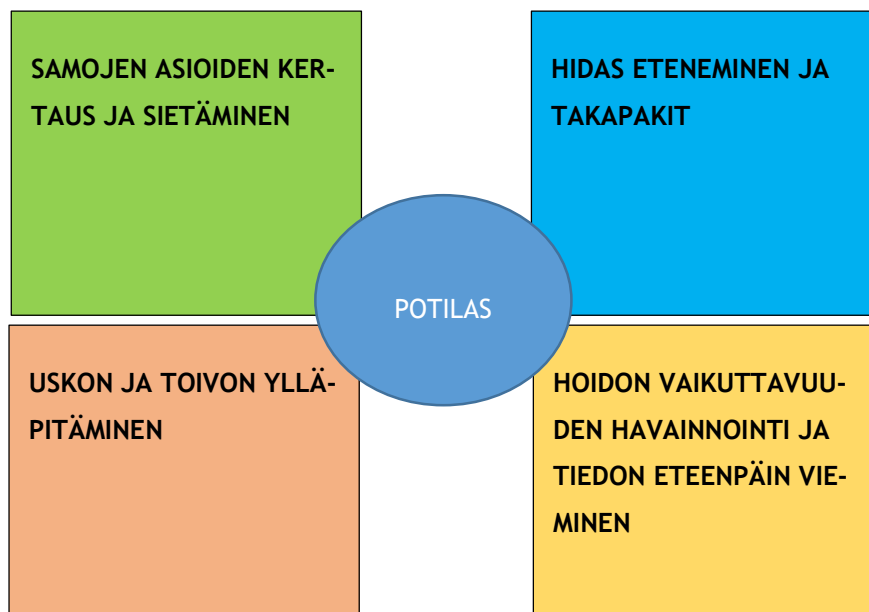 SAMOJEN ASIOIDEN KER-
TAUS JA SIETÄMINEN
HIDAS ETENEMINEN JA
TAKAPAKIT
POTILAS
USKON JA TOIVON YLLÄ-
PITÄMINEN
HOIDON VAIKUTTAVUU-
DEN HAVAINNOINTI JA
TIEDON ETEENPÄIN VIE-
MINEN